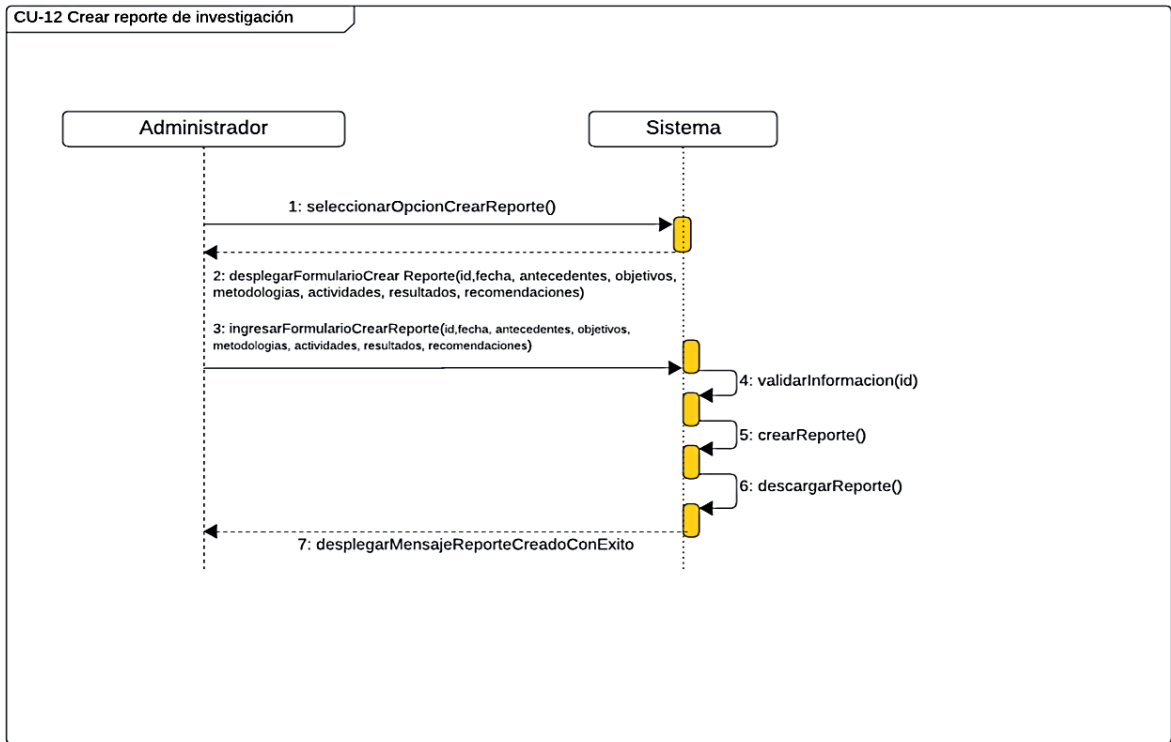 CU-12 Crear reporte de investigación
Administrador
Sistema
1: seleccionarOpcionCrearReporte()
2: desplegarFormularioCrear Reporte(id,fecha, antecedentes, objetivos,
metodologias, actividades, resultados, recomendaciones)
3: ingresarFormularioCrearReporte(id,fecha, antecedentes, objetivos,
metodologias, actividades, resultados, recomendaciones)
4: validarInformacion(id)
5: crearReporte()
6: descargarReporte()
7: desplegarMensajeReporteCreadoConExito